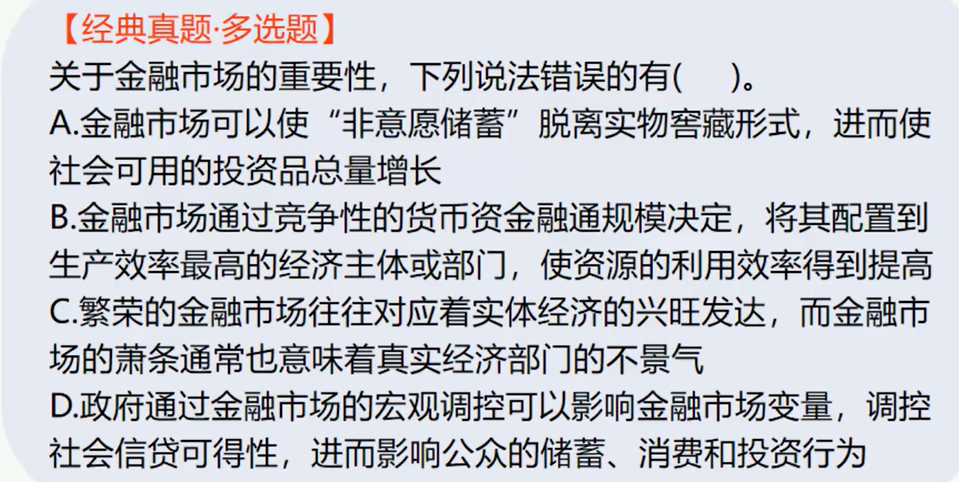 【经典真题·多选题】
关于金融市场的重要性，下列说法错误的有(  )。
A.金融市场可以使“非意愿储蓄”脱离实物窖藏形式，进而使
社会可用的投资品总量增长
B.金融市场通过竞争性的货币资金融通规模决定，将其配置到
生产效率最高的经济主体或部门，使资源的利用效率得到提高
C.繁荣的金融市场往往对应着实体经济的兴旺发达，而金融市
场的萧条通常也意味着真实经济部门的不景气
D.政府通过金融市场的宏观调控可以影响金融市场变量，调控
社会信贷可得性，进而影响公众的储蓄、消费和投资行为